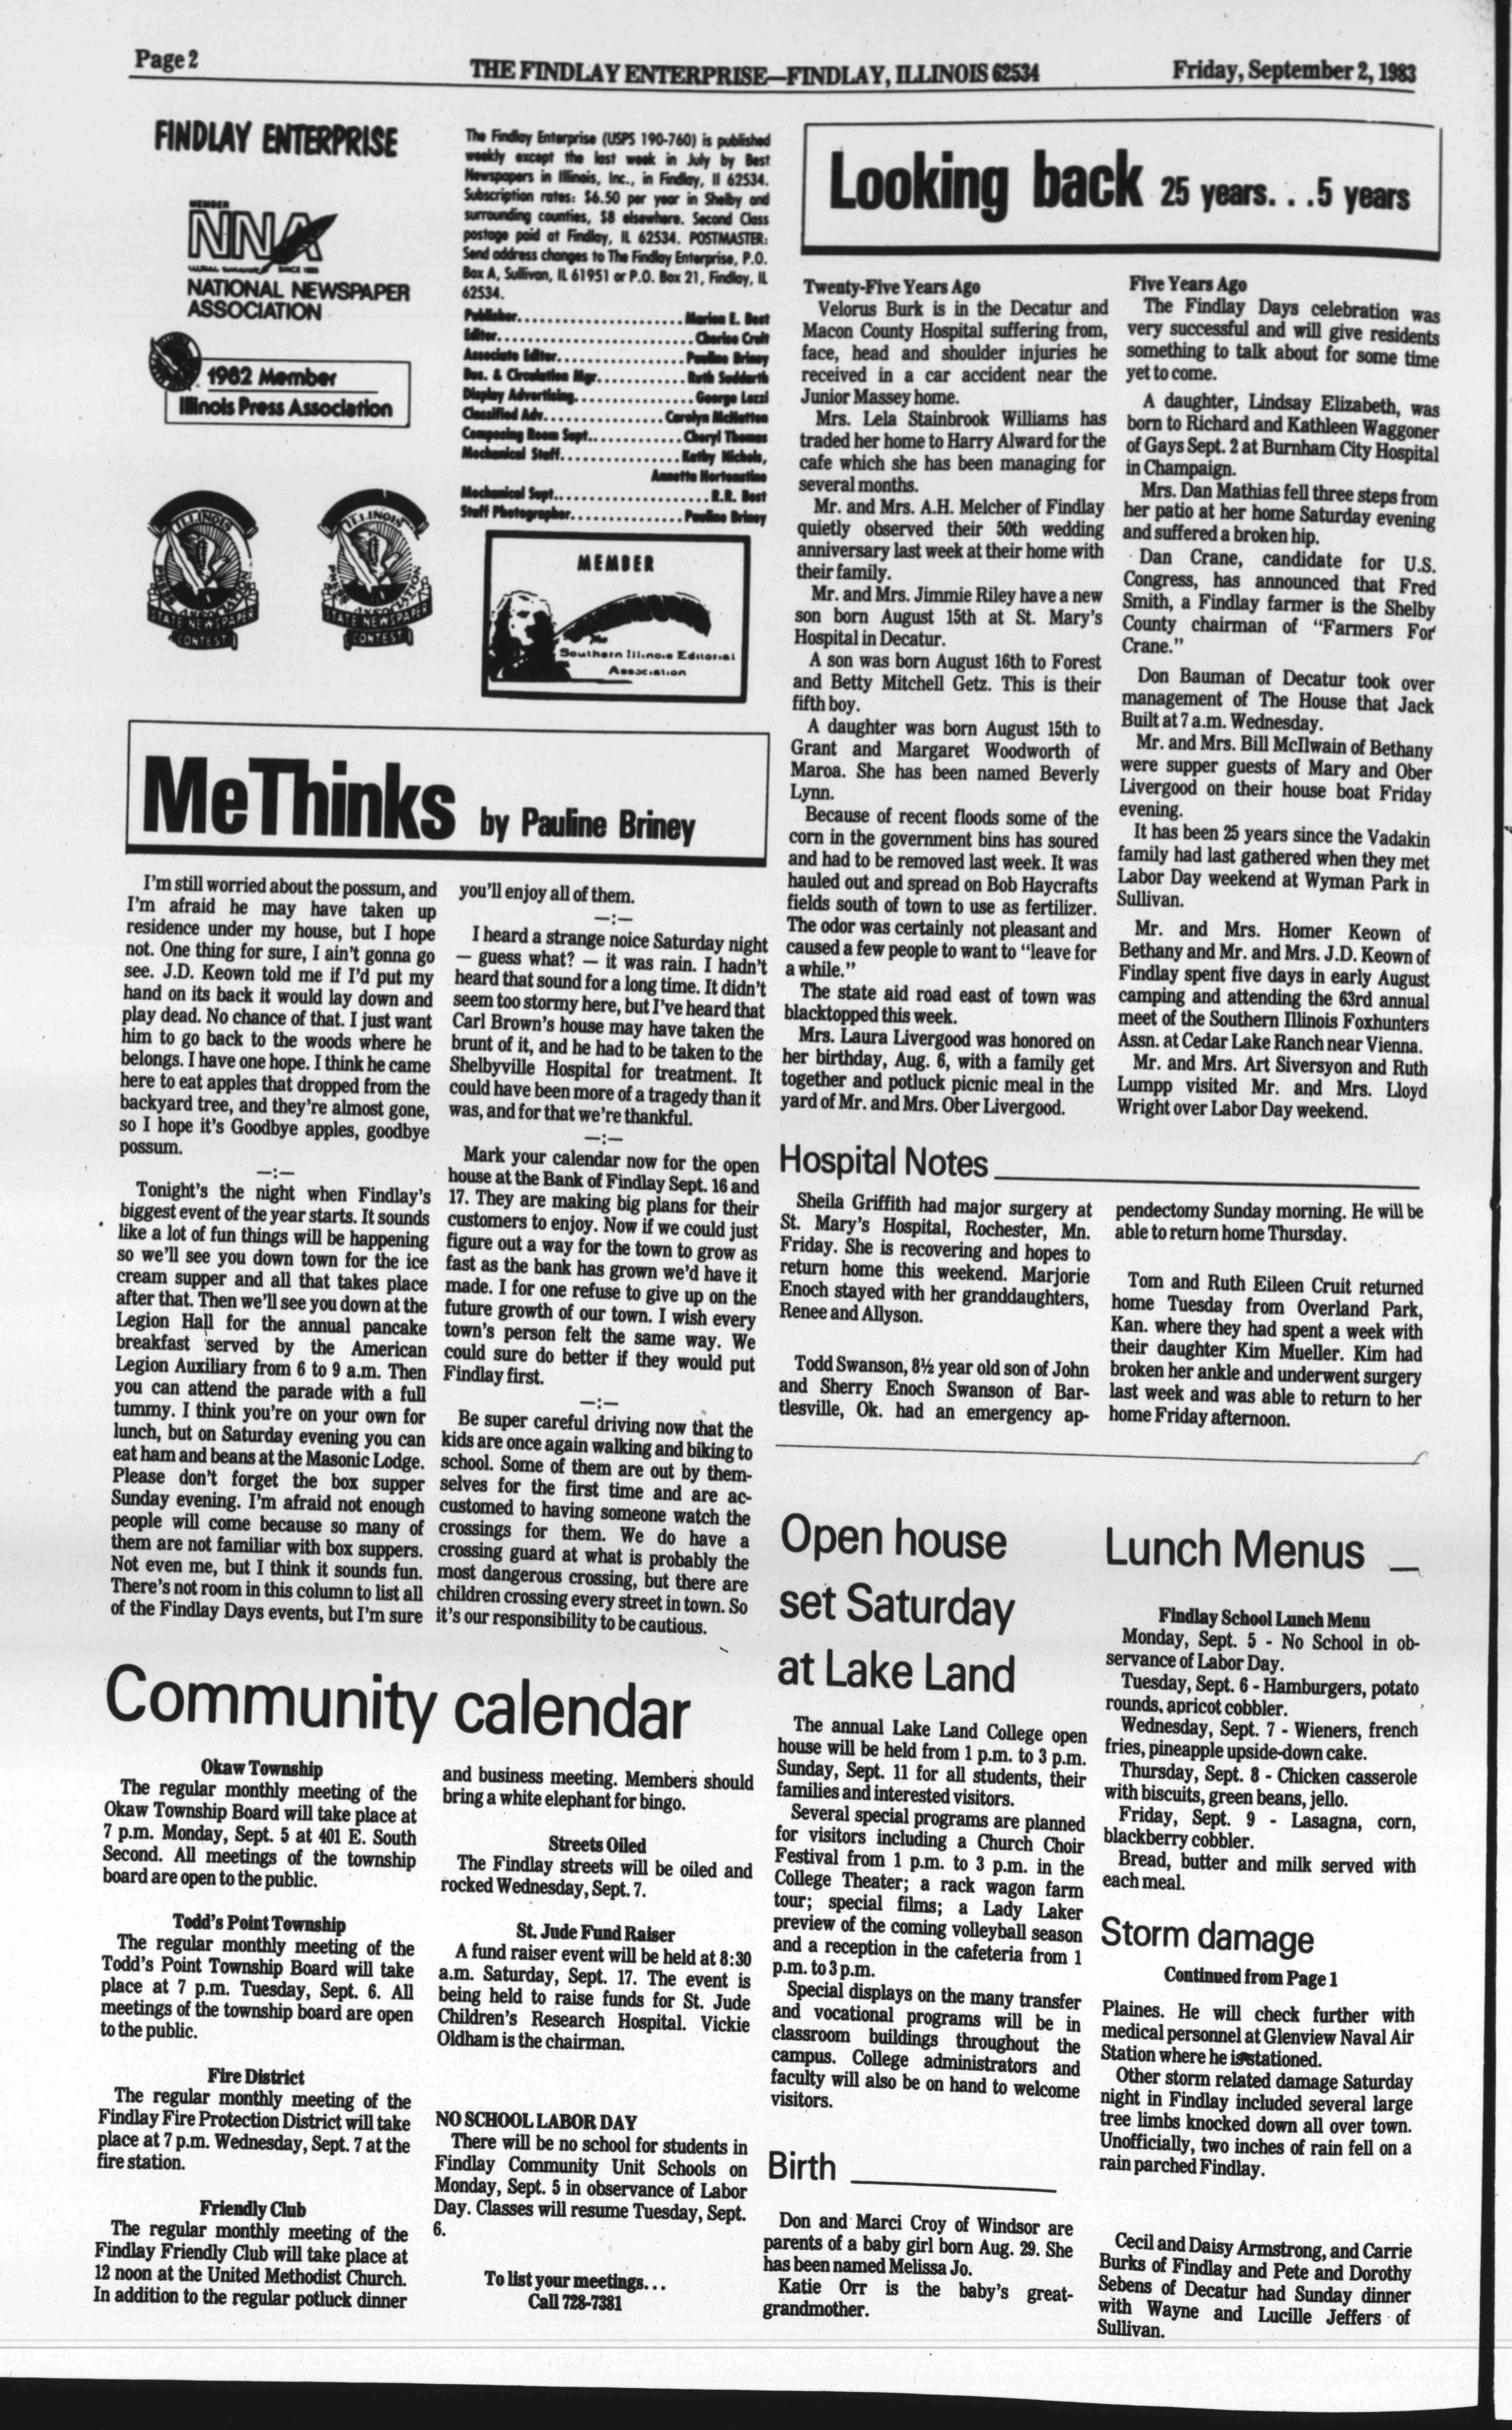 Page 2
THE FINDLAY ENTERPRISE—FINDLAY, ILLINOIS 62534
Friday, September 2, 1983
FINDLAY ENTERPRISE
MEMBER
NNA
SINCE 1885
NATIONAL NEWSPAPER
ASSOCIATION
1982 Member
Illinois Press Association
ILLINOIS
PRESS ASSOCIATION
STATE NEWSPAPER
CONTEST
ILLINOIS
PRESS ASSOCIATION
STATE NEWSPAPER
CONTEST
The Findlay Enterprise (USPS 190-760) is published
weekly except the last week in July by Best
Newspapers in Illinois, Inc., in Findlay, Il 62534.
Subscription rates: $6.50 per year in Shelby and
surrounding counties, $8 elsewhere. Second Class
postage paid at Findlay, IL 62534. POSTMASTER:
Send address changes to The Findlay Enterprise, P.O.
Box A, Sullivan, IL 61951 or P.O. Box 21, Findlay, IL
62534.
Publisher......................Marion E. Best
Editor............................Charise Cruit
Associate Editor..................Pauline Briney
Bus. & Circulation Mgr............Ruth Suddarth
Display Advertising................George Lezzi
Classified Adv..................Carolyn McNutton
Composing Room Supt............Cheryl Thomas
Mechanical Staff................Kathy Nichols,
Annette Hortenstine
Mechanical Supt.....................R.R. Best
Staff Photographer...............Pauline Briney
MEMBER
The
Southern Illinois Editorial
Association
MeThinks by Pauline Briney
I'm still worried about the possum, and
I'm afraid he may have taken up
residence under my house, but I hope
not. One thing for sure, I ain't gonna go
see. J.D. Keown told me if I'd put my
hand on its back it would lay down and
play dead. No chance of that. I just want
him to go back to the woods where he
belongs. I have one hope. I think he came
here to eat apples that dropped from the
backyard tree, and they're almost gone,
so I hope it's Goodbye apples, goodbye
possum.
—:—
Tonight's the night when Findlay's
biggest event of the year starts. It sounds
like a lot of fun things will be happening
so we'll see you down town for the ice
cream supper and all that takes place
after that. Then we'll see you down at the
Legion Hall for the annual pancake
breakfast served by the American
Legion Auxiliary from 6 to 9 a.m. Then
you can attend the parade with a full
tummy. I think you're on your own for
lunch, but on Saturday evening you can
eat ham and beans at the Masonic Lodge.
Please don't forget the box supper
Sunday evening. I'm afraid not enough
people will come because so many of
them are not familiar with box suppers.
Not even me, but I think it sounds fun.
There's not room in this column to list all
of the Findlay Days events, but I'm sure
you'll enjoy all of them.
—:—
I heard a strange noice Saturday night
— guess what? — it was rain. I hadn't
heard that sound for a long time. It didn't
seem too stormy here, but I've heard that
Carl Brown's house may have taken the
brunt of it, and he had to be taken to the
Shelbyville Hospital for treatment. It
could have been more of a tragedy than it
was, and for that we're thankful.
—:—
Mark your calendar now for the open
house at the Bank of Findlay Sept. 16 and
17. They are making big plans for their
customers to enjoy. Now if we could just
figure out a way for the town to grow as
fast as the bank has grown we'd have it
made. I for one refuse to give up on the
future growth of our town. I wish every
town's person felt the same way. We
could sure do better if they would put
Findlay first.
—:—
Be super careful driving now that the
kids are once again walking and biking to
school. Some of them are out by them-
selves for the first time and are ac-
customed to having someone watch the
crossings for them. We do have a
crossing guard at what is probably the
most dangerous crossing, but there are
children crossing every street in town. So
it's our responsibility to be cautious.
Community calendar
Okaw Township
The regular monthly meeting of the
Okaw Township Board will take place at
7 p.m. Monday, Sept. 5 at 401 E. South
Second. All meetings of the township
board are open to the public.
Todd's Point Township
The regular monthly meeting of the
Todd's Point Township Board will take
place at 7 p.m. Tuesday, Sept. 6. All
meetings of the township board are open
to the public.
Fire District
The regular monthly meeting of the
Findlay Fire Protection District will take
place at 7 p.m. Wednesday, Sept. 7 at the
fire station.
Friendly Club
The regular monthly meeting of the
Findlay Friendly Club will take place at
12 noon at the United Methodist Church.
In addition to the regular potluck dinner
and business meeting. Members should
bring a white elephant for bingo.
Streets Oiled
The Findlay streets will be oiled and
rocked Wednesday, Sept. 7.
St. Jude Fund Raiser
A fund raiser event will be held at 8:30
a.m. Saturday, Sept. 17. The event is
being held to raise funds for St. Jude
Children's Research Hospital. Vickie
Oldham is the chairman.
NO SCHOOL LABOR DAY
There will be no school for students in
Findlay Community Unit Schools on
Monday, Sept. 5 in observance of Labor
Day. Classes will resume Tuesday, Sept.
6.
To list your meetings...
Call 728-7381
Looking back 25 years...5 years
Twenty-Five Years Ago
Velorus Burk is in the Decatur and
Macon County Hospital suffering from,
face, head and shoulder injuries he
received in a car accident near the
Junior Massey home.
Mrs. Lela Stainbrook Williams has
traded her home to Harry Alward for the
cafe which she has been managing for
several months.
Mr. and Mrs. A.H. Melcher of Findlay
quietly observed their 50th wedding
anniversary last week at their home with
their family.
Mr. and Mrs. Jimmie Riley have a new
son born August 15th at St. Mary's
Hospital in Decatur.
A son was born August 16th to Forest
and Betty Mitchell Getz. This is their
fifth boy.
A daughter was born August 15th to
Grant and Margaret Woodworth of
Maroa. She has been named Beverly
Lynn.
Because of recent floods some of the
corn in the government bins has soured
and had to be removed last week. It was
hauled out and spread on Bob Haycrafts
fields south of town to use as fertilizer.
The odor was certainly not pleasant and
caused a few people to want to "leave for
a while."
The state aid road east of town was
blacktopped this week.
Mrs. Laura Livergood was honored on
her birthday, Aug. 6, with a family get
together and potluck picnic meal in the
yard of Mr. and Mrs. Ober Livergood.
Five Years Ago
The Findlay Days celebration was
very successful and will give residents
something to talk about for some time
yet to come.
A daughter, Lindsay Elizabeth, was
born to Richard and Kathleen Waggoner
of Gays Sept. 2 at Burnham City Hospital
in Champaign.
Mrs. Dan Mathias fell three steps from
her patio at her home Saturday evening
and suffered a broken hip.
Dan Crane, candidate for U.S.
Congress, has announced that Fred
Smith, a Findlay farmer is the Shelby
County chairman of "Farmers For
Crane."
Don Bauman of Decatur took over
management of The House that Jack
Built at 7 a.m. Wednesday.
Mr. and Mrs. Bill McIlwain of Bethany
were supper guests of Mary and Ober
Livergood on their house boat Friday
evening.
It has been 25 years since the Vadakin
family had last gathered when they met
Labor Day weekend at Wyman Park in
Sullivan.
Mr. and Mrs. Homer Keown of
Bethany and Mr. and Mrs. J.D. Keown of
Findlay spent five days in early August
camping and attending the 63rd annual
meet of the Southern Illinois Foxhunters
Assn. at Cedar Lake Ranch near Vienna.
Mr. and Mrs. Art Siversyon and Ruth
Lumpp visited Mr. and Mrs. Lloyd
Wright over Labor Day weekend.
Hospital Notes
Sheila Griffith had major surgery at
St. Mary's Hospital, Rochester, Mn.
Friday. She is recovering and hopes to
return home this weekend. Marjorie
Enoch stayed with her granddaughters,
Renee and Allyson.
Todd Swanson, 8½ year old son of John
and Sherry Enoch Swanson of Bar-
tlesville, Ok. had an emergency ap-
pendectomy Sunday morning. He will be
able to return home Thursday.
Tom and Ruth Eileen Cruit returned
home Tuesday from Overland Park,
Kan. where they had spent a week with
their daughter Kim Mueller. Kim had
broken her ankle and underwent surgery
last week and was able to return to her
home Friday afternoon.
Open house
set Saturday
at Lake Land
The annual Lake Land College open
house will be held from 1 p.m. to 3 p.m.
Sunday, Sept. 11 for all students, their
families and interested visitors.
Several special programs are planned
for visitors including a Church Choir
Festival from 1 p.m. to 3 p.m. in the
College Theater; a rack wagon farm
tour; special films; a Lady Laker
preview of the coming volleyball season
and a reception in the cafeteria from 1
p.m. to 3 p.m.
Special displays on the many transfer
and vocational programs will be in
classroom buildings throughout the
campus. College administrators and
faculty will also be on hand to welcome
visitors.
Birth
Don and Marci Croy of Windsor are
parents of a baby girl born Aug. 29. She
has been named Melissa Jo.
Katie Orr is the baby's great-
grandmother.
Lunch Menus
Findlay School Lunch Menu
Monday, Sept. 5 - No School in ob-
servance of Labor Day.
Tuesday, Sept. 6 - Hamburgers, potato
rounds, apricot cobbler.
Wednesday, Sept. 7 - Wieners, french
fries, pineapple upside-down cake.
Thursday, Sept. 8 - Chicken casserole
with biscuits, green beans, jello.
Friday, Sept. 9 - Lasagna, corn,
blackberry cobbler.
Bread, butter and milk served with
each meal.
Storm damage
Continued from Page 1
Plaines. He will check further with
medical personnel at Glenview Naval Air
Station where he is stationed.
Other storm related damage Saturday
night in Findlay included several large
tree limbs knocked down all over town.
Unofficially, two inches of rain fell on a
rain parched Findlay.
Cecil and Daisy Armstrong, and Carrie
Burks of Findlay and Pete and Dorothy
Sebens of Decatur had Sunday dinner
with Wayne and Lucille Jeffers of
Sullivan.